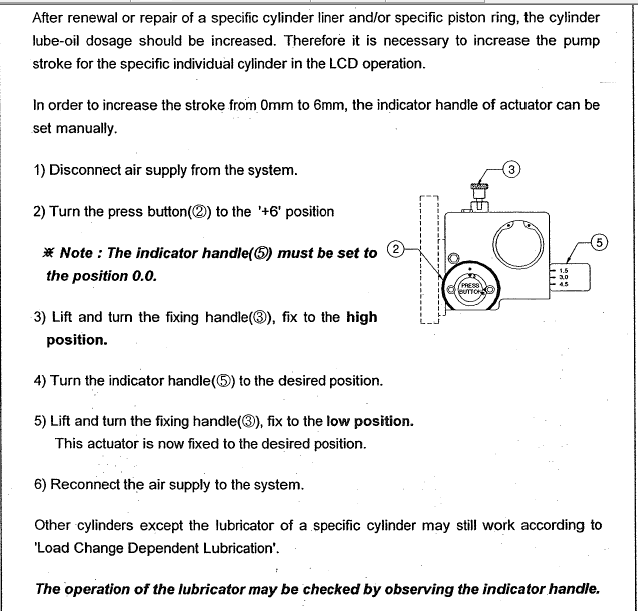 After renewal or repair of a specific cylinder liner and/or specific piston ring, the cylinder
lube-oil dosage should be increased. Therefore it is necessary to increase the pump
stroke for the specific individual cylinder in the LCD operation.
In order to increase the stroke from 0mm to 6mm, the indicator handle of actuator can be
set manually.
1) Disconnect air supply from the system.
2) Turn the press button(②) to the '+6' position
※ Note : The indicator handle(⑤) must be set to
the position 0.0.
3) Lift and turn the fixing handle(③), fix to the high
position.
4) Turn the indicator handle(⑤) to the desired position.
5) Lift and turn the fixing handle(③), fix to the low position.
This actuator is now fixed to the desired position.
6) Reconnect the air supply to the system.
Other cylinders except the lubricator of a specific cylinder may still work according to
'Load Change Dependent Lubrication'.
The operation of the lubricator may be checked by observing the indicator handle.
3
2
5
PRESS
BUTTON
1.5
3.0
4.5